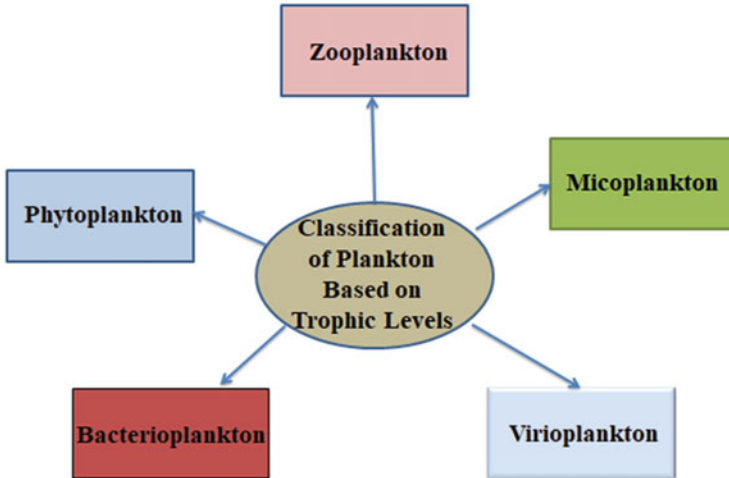 Zooplankton
Micoplankton
Phytoplankton
Classification
of Plankton
Based on
Trophic Levels
Bacterioplankton
Virioplankton